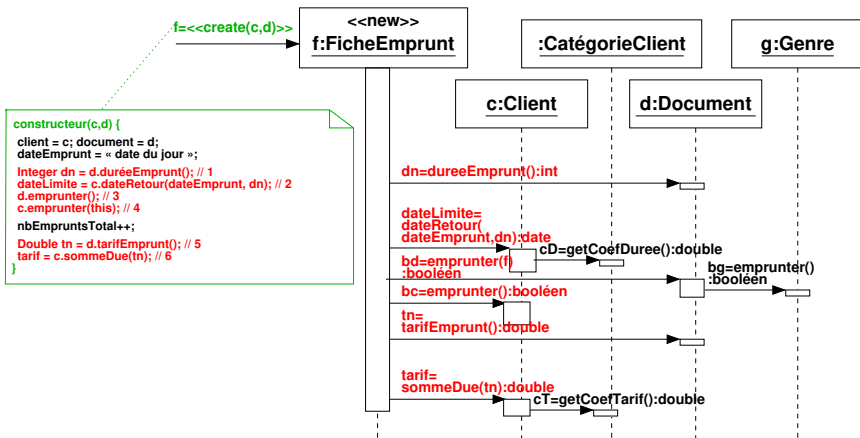 f=<<create(c,d)>>
<<new>>
f:FicheEmprunt
:CatégorieClient
g:Genre
c:Client
d:Document
constructeur(c,d) {
client = c; document = d;
dateEmprunt = « date du jour »;
Integer dn = d.duréeEmprunt(); // 1
dateLimite = c.dateRetour(dateEmprunt, dn); // 2
d.emprunter(); // 3
c.emprunter(this); // 4
nbEmpruntsTotal++;
Double tn = d.tarifEmprunt(); // 5
tarif = c.sommeDue(tn); // 6
}
dn=dureeEmprunt():int
dateLimite=
dateRetour(
dateEmprunt,dn):date
cD=getCoefDuree():double
bd=emprunter(f)
:booléen
bg=emprunter()
:booléen
bc=emprunter():booléen
tn=
tarifEmprunt():double
tarif=
sommeDue(tn):double
cT=getCoefTarif():double